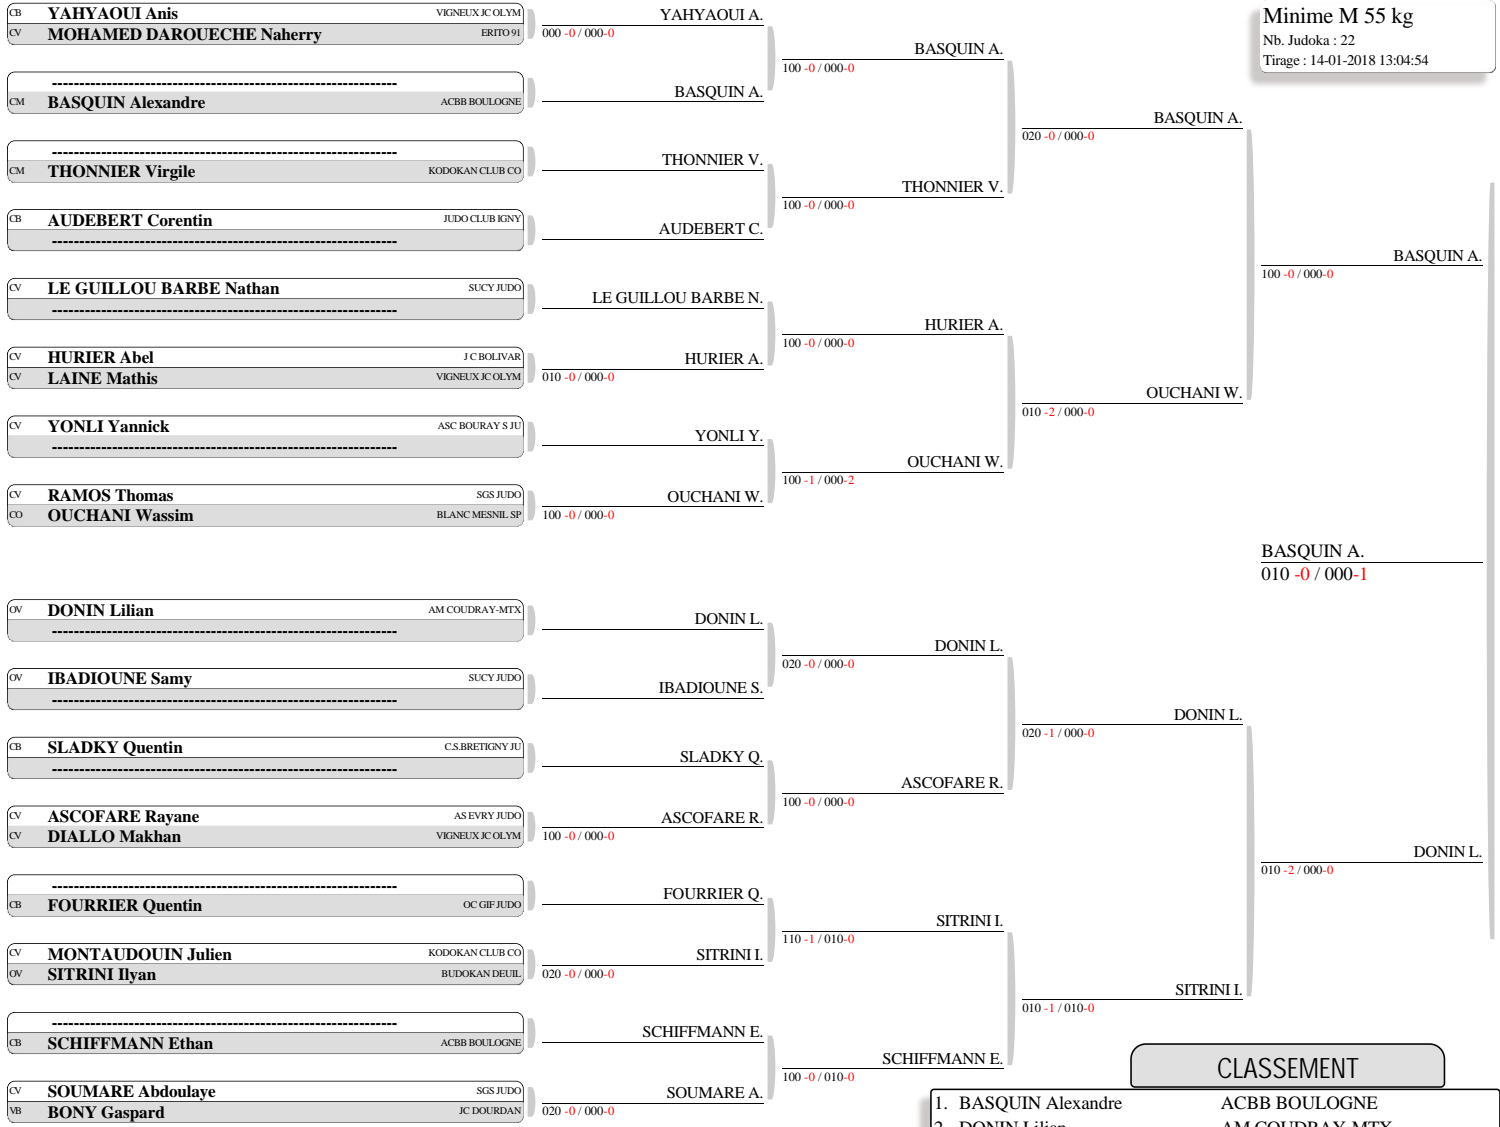 Minime M 55 kg
Nb. Judoka : 22
Tirage : 14-01-2018 13:04:54
CB YAHYAOUI Anis VIGNEUX JC OLYM
CV MOHAMED DAROUECHE Naherry ERITO 91
----------------------------------------------------------------
CM BASQUIN Alexandre ACBB BOULOGNE
----------------------------------------------------------------
CM THONNIER Virgile KODOKAN CLUB CO
CB AUDEBERT Corentin JUDO CLUB IGNY
----------------------------------------------------------------
CV LE GUILLOU BARBE Nathan SUCY JUDO
----------------------------------------------------------------
CV HURIER Abel J C BOLIVAR
CV LAINE Mathis VIGNEUX JC OLYM
CV YONLI Yannick ASC BOURAY S JU
----------------------------------------------------------------
CV RAMOS Thomas SGS JUDO
CO OUCHANI Wassim BLANC MESNIL SP
OV DONIN Lilian AM COUDRAY-MTX
----------------------------------------------------------------
OV IBADIOUNE Samy SUCY JUDO
----------------------------------------------------------------
CB SLADKY Quentin C.S.BRETIGNY JU
----------------------------------------------------------------
CV ASCOFARE Rayane AS EVRY JUDO
CV DIALLO Makhan VIGNEUX JC OLYM
----------------------------------------------------------------
CB FOURRIER Quentin OC GIF JUDO
CV MONTAUDOUIN Julien KODOKAN CLUB CO
OV SITRINI Ilyan BUDOKAN DEUIL
----------------------------------------------------------------
CB SCHIFFMANN Ethan ACBB BOULOGNE
CV SOUMARE Abdoulaye SGS JUDO
VB BONY Gaspard JC DOURDAN
YAHYAOUI A.
000 -0 / 000-0
BASQUIN A.
THONNIER V.
AUDEBERT C.
LE GUILLOU BARBE N.
HURIER A.
010 -0 / 000-0
YONLI Y.
OUCHANI W.
100 -0 / 000-0
DONIN L.
IBADIOUNE S.
SLADKY Q.
ASCOFARE R.
100 -0 / 000-0
FOURRIER Q.
SITRINI I.
020 -0 / 000-0
SCHIFFMANN E.
SOUMARE A.
020 -0 / 000-0
BASQUIN A.
100 -0 / 000-0
THONNIER V.
100 -0 / 000-0
HURIER A.
100 -0 / 000-0
OUCHANI W.
100 -1 / 000-2
DONIN L.
020 -0 / 000-0
ASCOFARE R.
100 -0 / 000-0
SITRINI I.
110 -1 / 010-0
SCHIFFMANN E.
100 -0 / 010-0
BASQUIN A.
020 -0 / 000-0
OUCHANI W.
010 -2 / 000-0
DONIN L.
020 -1 / 000-0
SITRINI I.
010 -1 / 010-0
BASQUIN A.
100 -0 / 000-0
DONIN L.
010 -2 / 000-0
BASQUIN A.
010 -0 / 000-1
CLASSEMENT
1. BASQUIN Alexandre ACBB BOULOGNE
2. DONIN Lilian AM COUDRAY-MTX